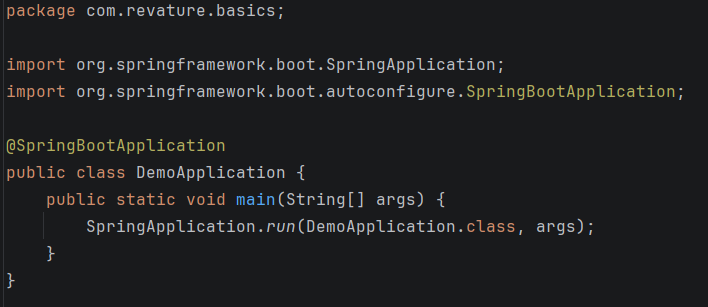 package com.revature.basics;
import org.springframework.boot.SpringApplication;
import org.springframework.boot.autoconfigure.SpringBootApplication;
@SpringBootApplication
public class DemoApplication {
    public static void main(String[] args) {
        SpringApplication.run(DemoApplication.class, args);
    }
}